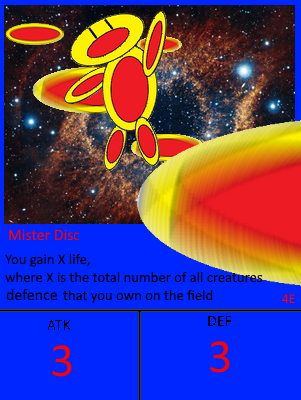 Mister Disc
You gain X life,
where X is the total number of all creatures
defence that you own on the field
4E
ATK
DEF
3
3